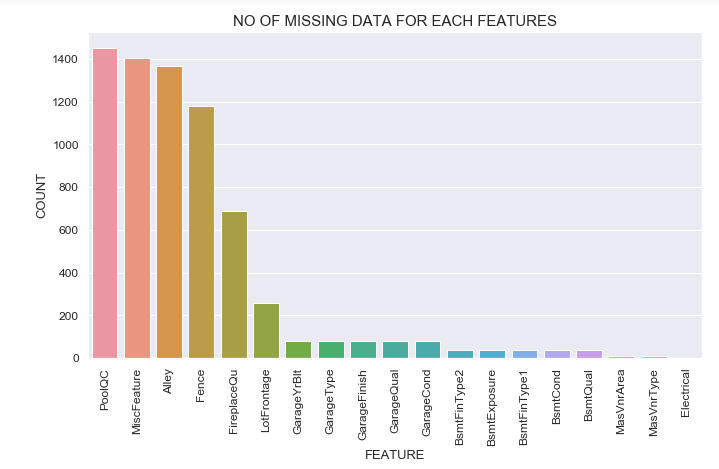 NO OF MISSING DATA FOR EACH FEATURES
1400
1200
1000
800
600
400
200
0
COUNT
PoolQC
MiscFeature
Alley
Fence
FireplaceQu
LotFrontage
GarageYrBlt
GarageType
GarageFinish
GarageQual
GarageCond
BsmtFinType2
BsmtExposure
BsmtFinType1
BsmtCond
BsmtQual
MasVnrArea
MasVnrType
Electrical
FEATURE